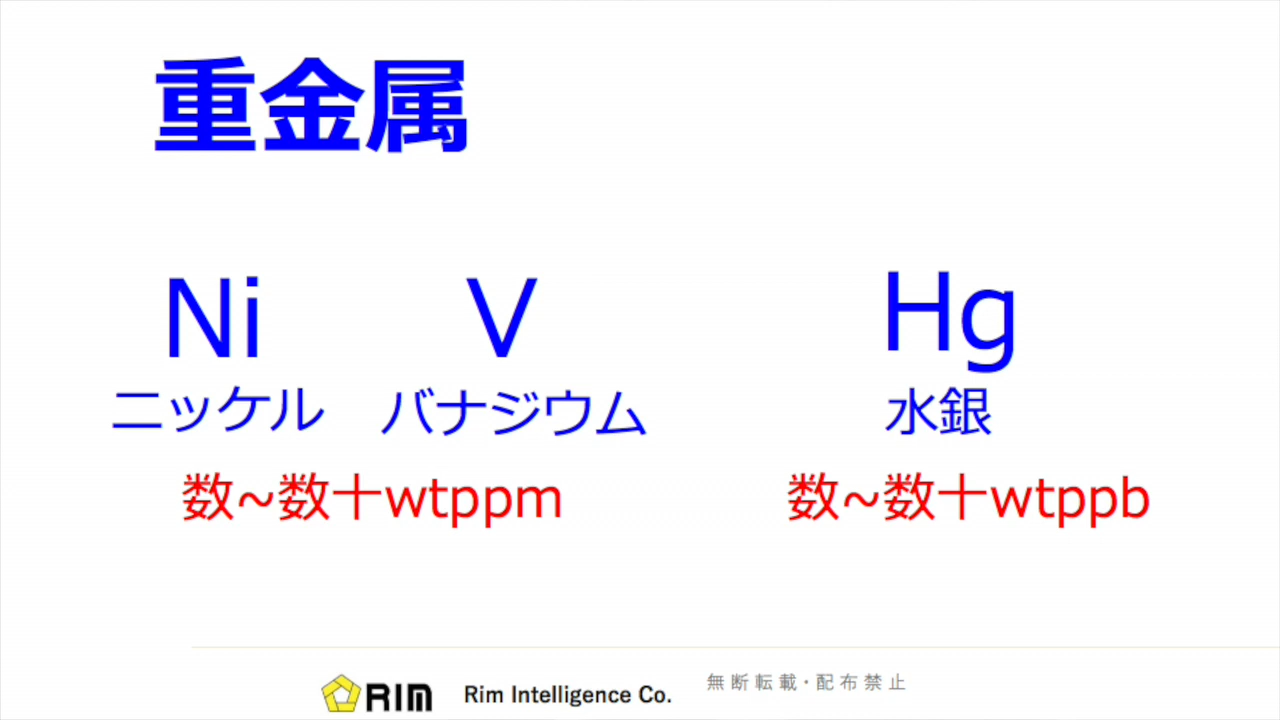 重金属
Ni V Hg
ニッケル バナジウム 水銀
数~数十wtppm 数~数十wtppb
RIM Rim Intelligence Co. 無断転載・配布禁止